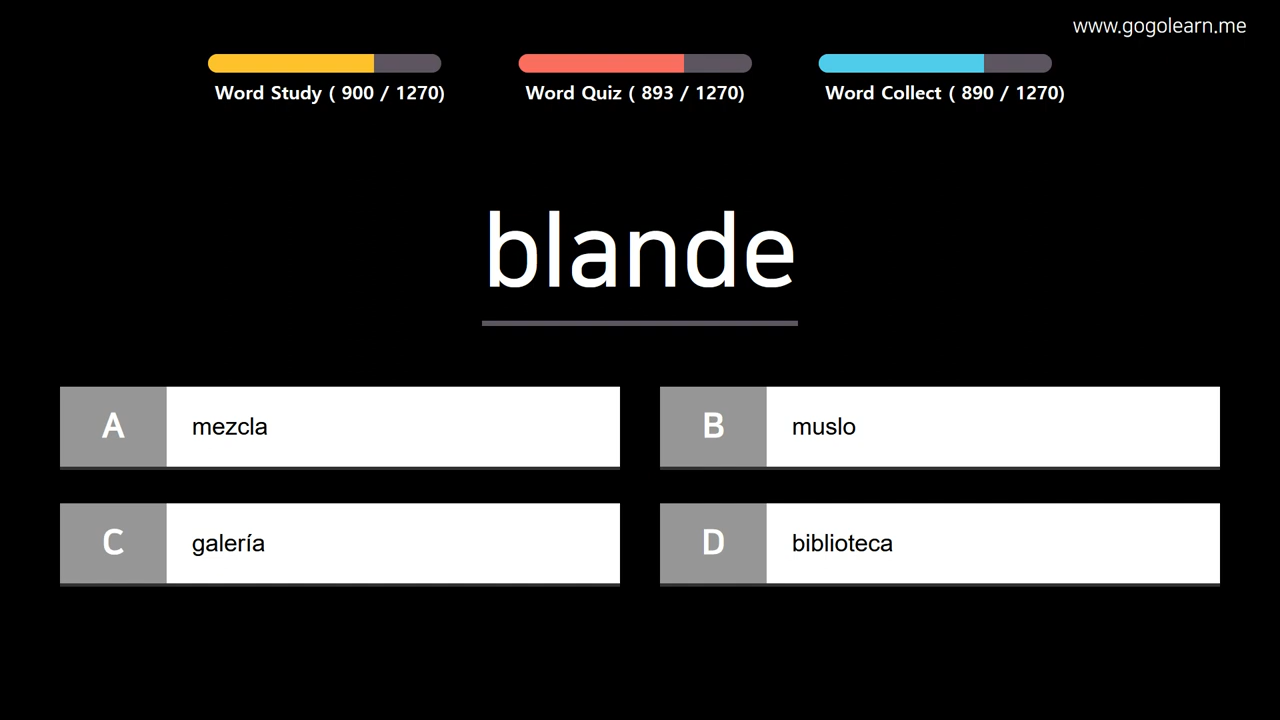 www.gogolearn.me
Word Study ( 900 / 1270)
Word Quiz ( 893 / 1270)
Word Collect ( 890 / 1270)
blande
A mezcla
B muslo
C galería
D biblioteca